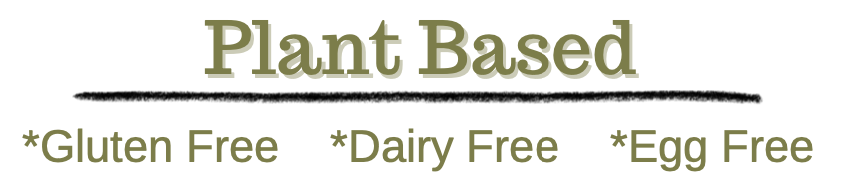 Plant Based
*Gluten Free *Dairy Free *Egg Free